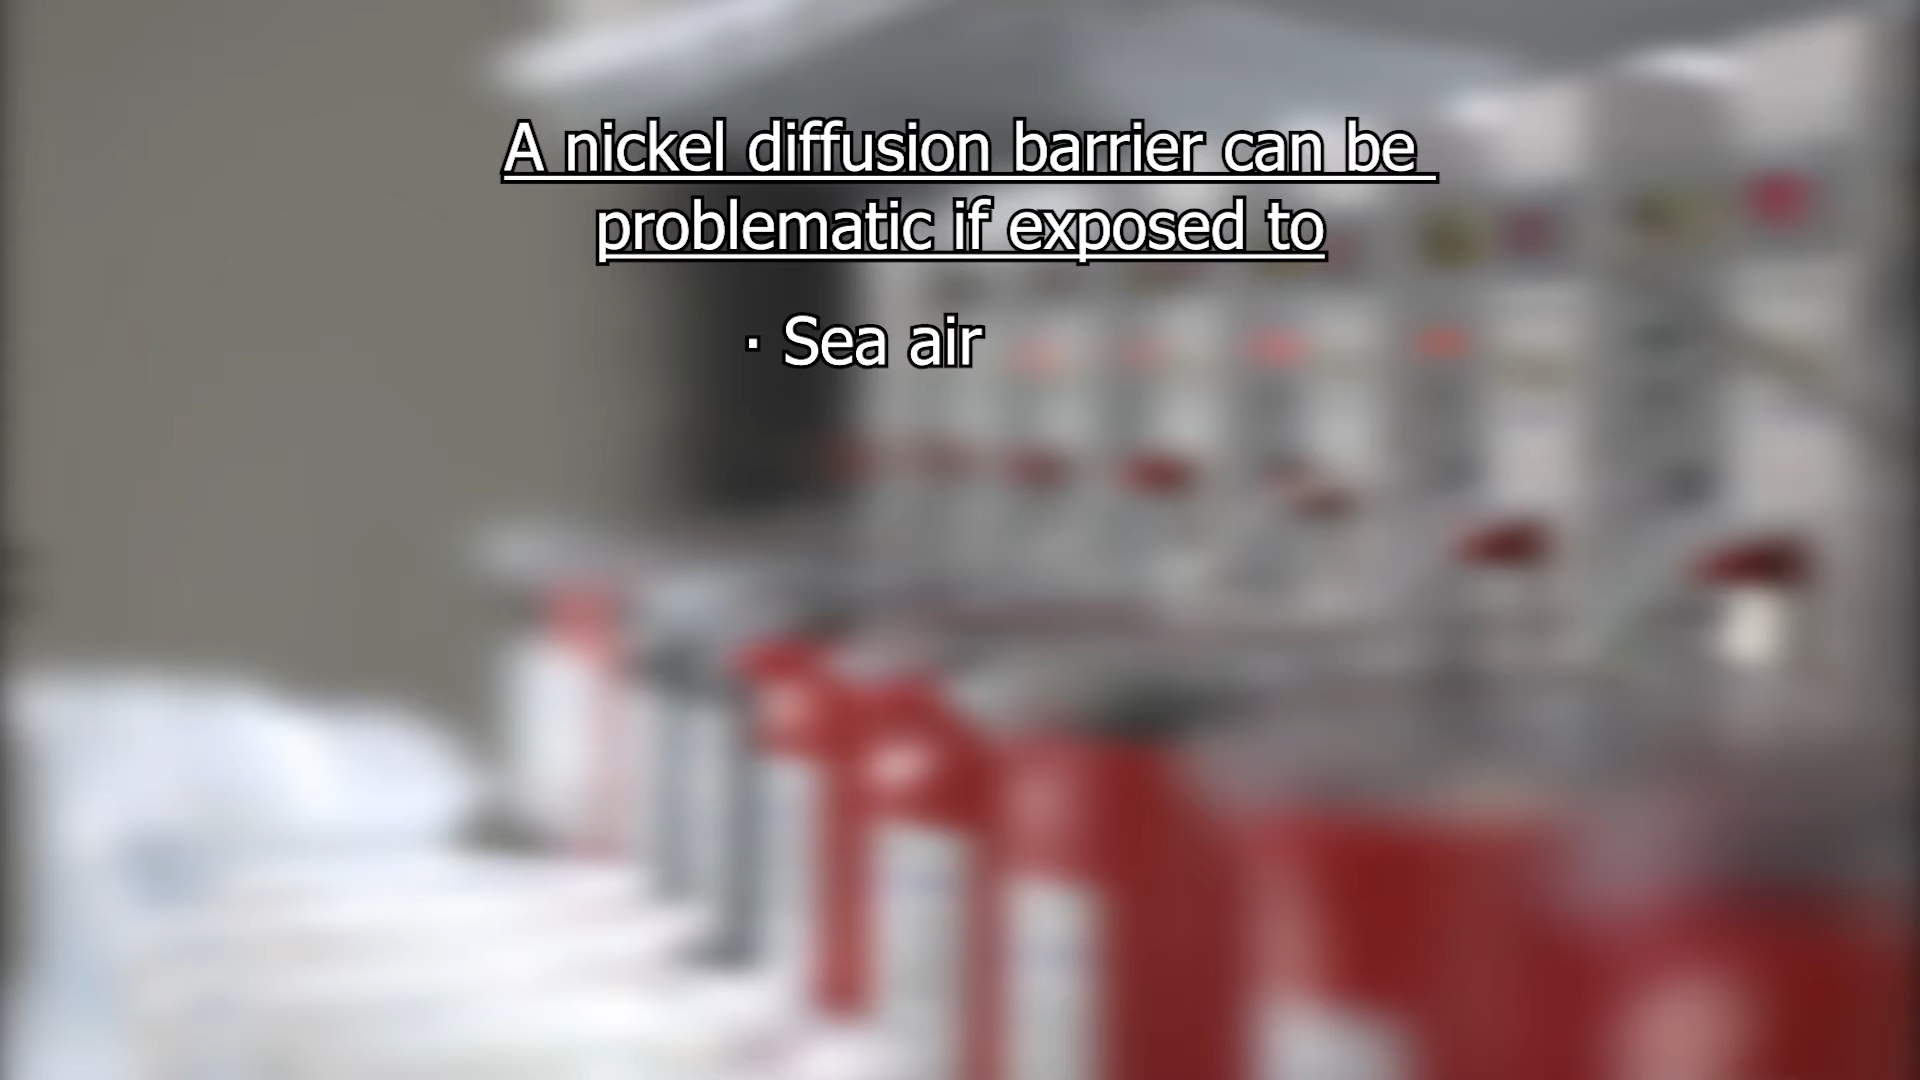 A nickel diffusion barrier can be
problematic if exposed to
· Sea air